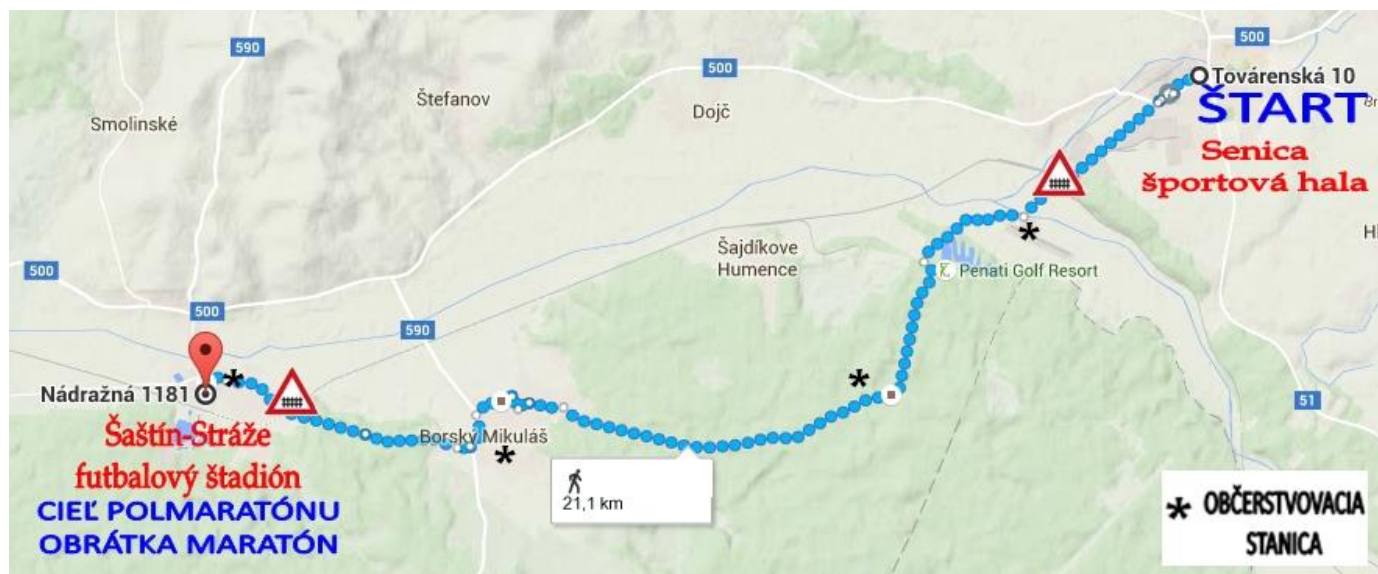 590
500
Štefanov
500
Dojč
Smolinské
Továrenská 10
ŠTART
Senica
športová hala
Šajdíkove
Humence
Penati Golf Resort
500
500
590
51
Nádražná 1181
Šaštín-Stráže
futbalový štadión
CIEĽ POLMARATÓNU
OBRÁTKA MARATÓN
Borský Mikuláš
21,1 km
* OBČERSTVOVACIA
STANICA